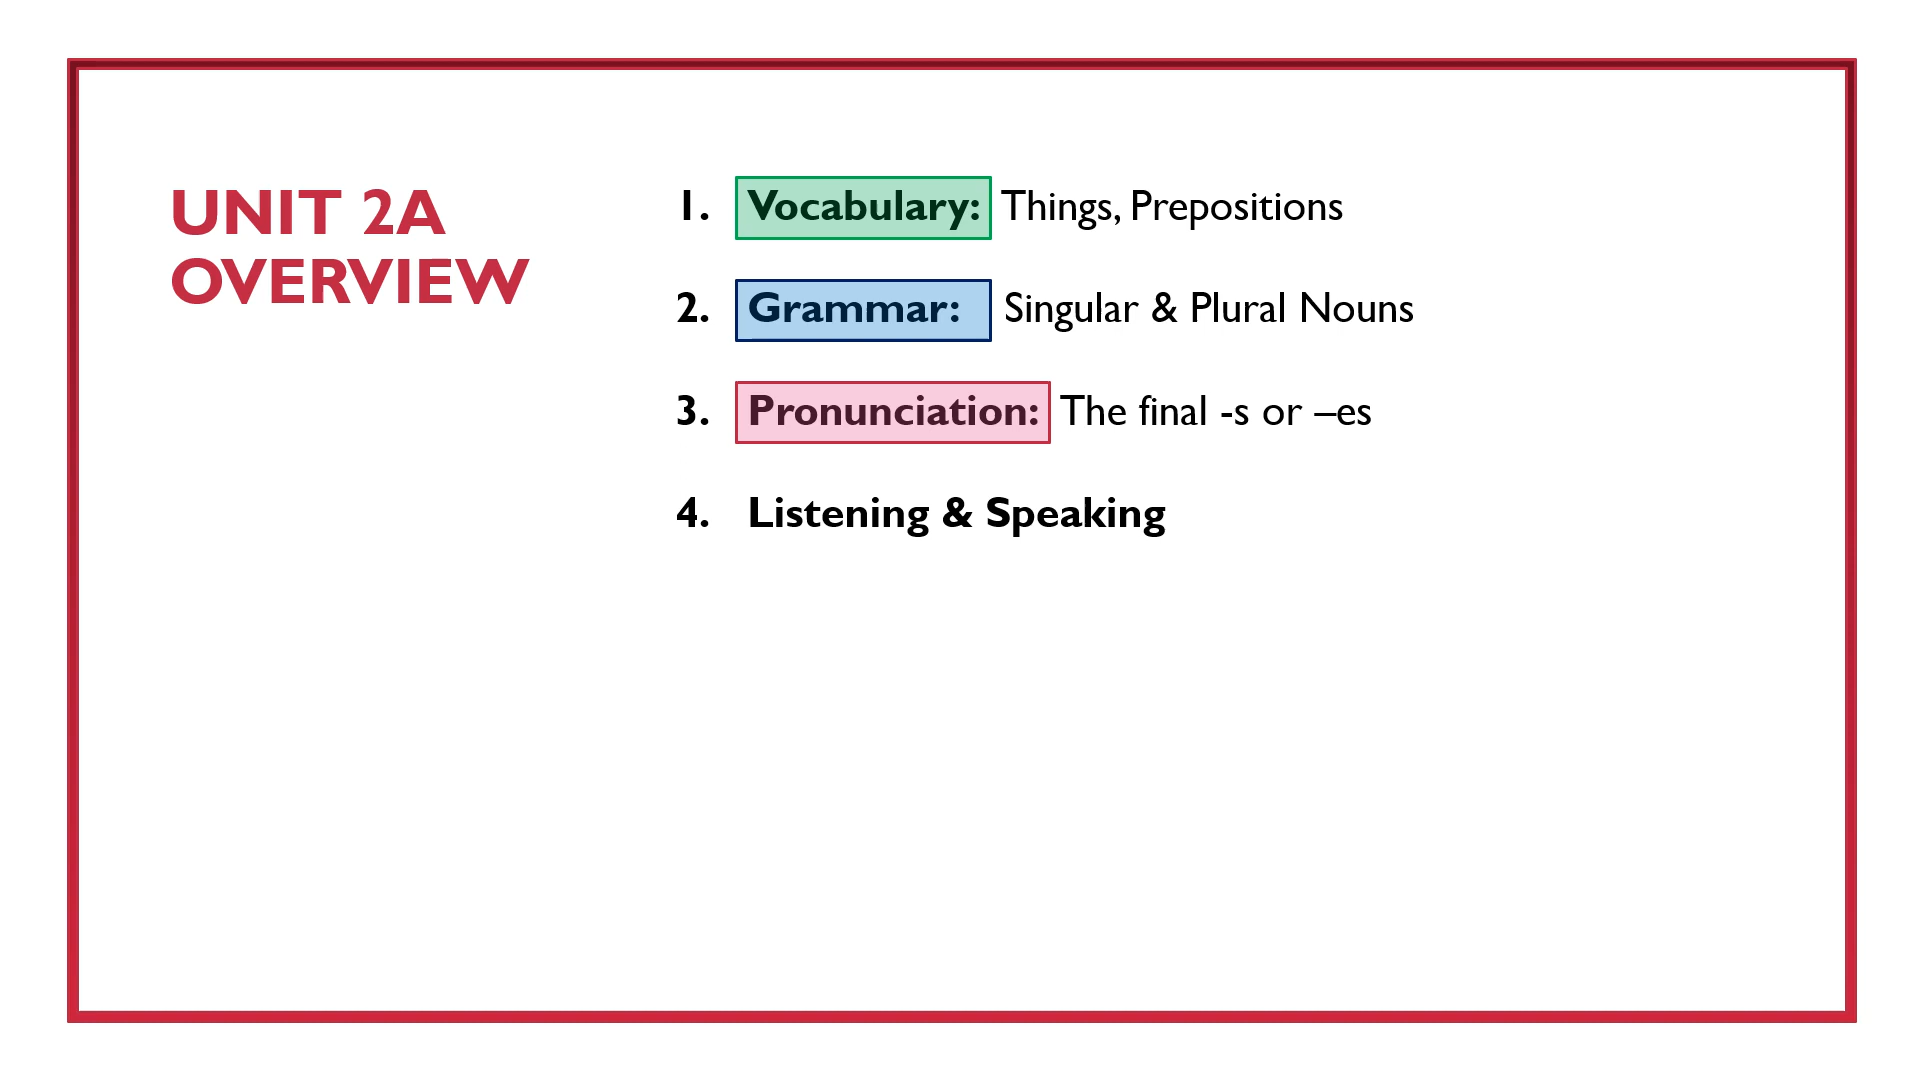 UNIT 2A
OVERVIEW
1. Vocabulary: Things, Prepositions
2. Grammar: Singular & Plural Nouns
3. Pronunciation: The final -s or –es
4. Listening & Speaking